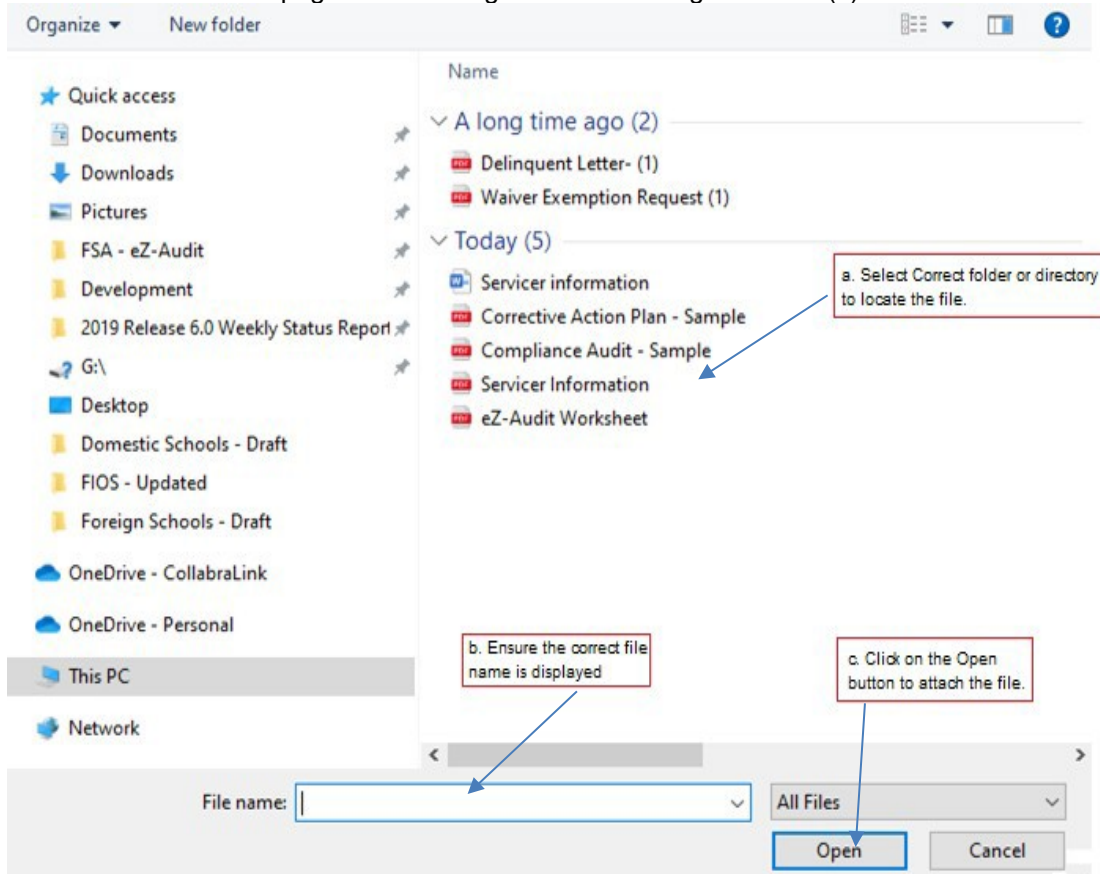 Organize New folder
Name
Quick access
Documents
Downloads
Pictures
FSA - eZ-Audit
Development
2019 Release 6.0 Weekly Status Report
G:\
Desktop
Domestic Schools - Draft
FIOS - Updated
Foreign Schools - Draft
OneDrive - CollabraLink
OneDrive - Personal
This PC
Network
A long time ago (2)
Delinquent Letter- (1)
Waiver Exemption Request (1)
Today (5)
Servicer information
Corrective Action Plan - Sample
Compliance Audit - Sample
Servicer Information
eZ-Audit Worksheet
a. Select Correct folder or directory
to locate the file.
b. Ensure the correct file
name is displayed
c. Click on the Open
button to attach the file.
File name:
All Files
Open Cancel